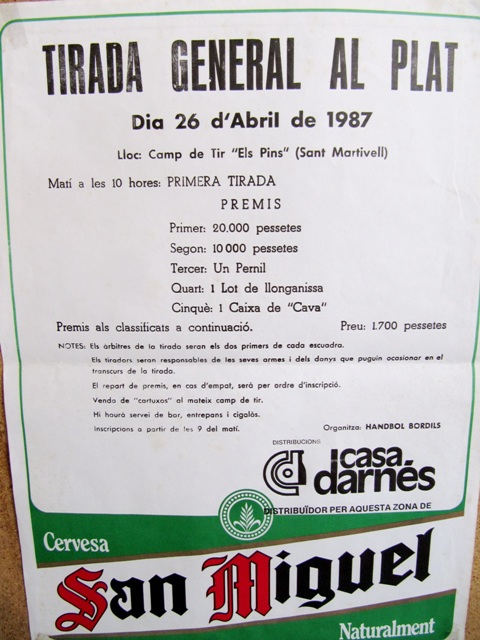 TIRADA GENERAL AL PLAT
Dia 26 d'Abril de 1987
Lloc: Camp de Tir "Els Pins" (Sant Martivell)
Matí a les 10 hores: PRIMERA TIRADA
PREMIS
Primer: 20.000 pessetes
Segon: 10 000 pessetes
Tercer: Un Pernil
Quart: 1 Lot de llonganissa
Cinquè: 1 Caixa de "Cava"
Premis als classificats a continuació. Preu: 1.700 pessetes
NOTES: Els àrbitres de la tirada seran els dos primers de cada escuadra.
Els tiradors seran responsables de les seves armes i dels danys que puguin ocasionar en el
transcurs de la tirada.
El repart de premis, en cas d'empat, serà per ordre d'inscripció.
Venda de "cartuxos" al mateix camp de tir.
Hi haurà servei de bar, entrepans i cigalòs.
Inscripcions a partir de les 9 del matí.
Organitza: HANDBOL BORDILS
DISTRIBUCIONS
casa
darnés
DISTRIBUÏDOR PER AQUESTA ZONA DE
Cervesa
San Miguel
Naturalment